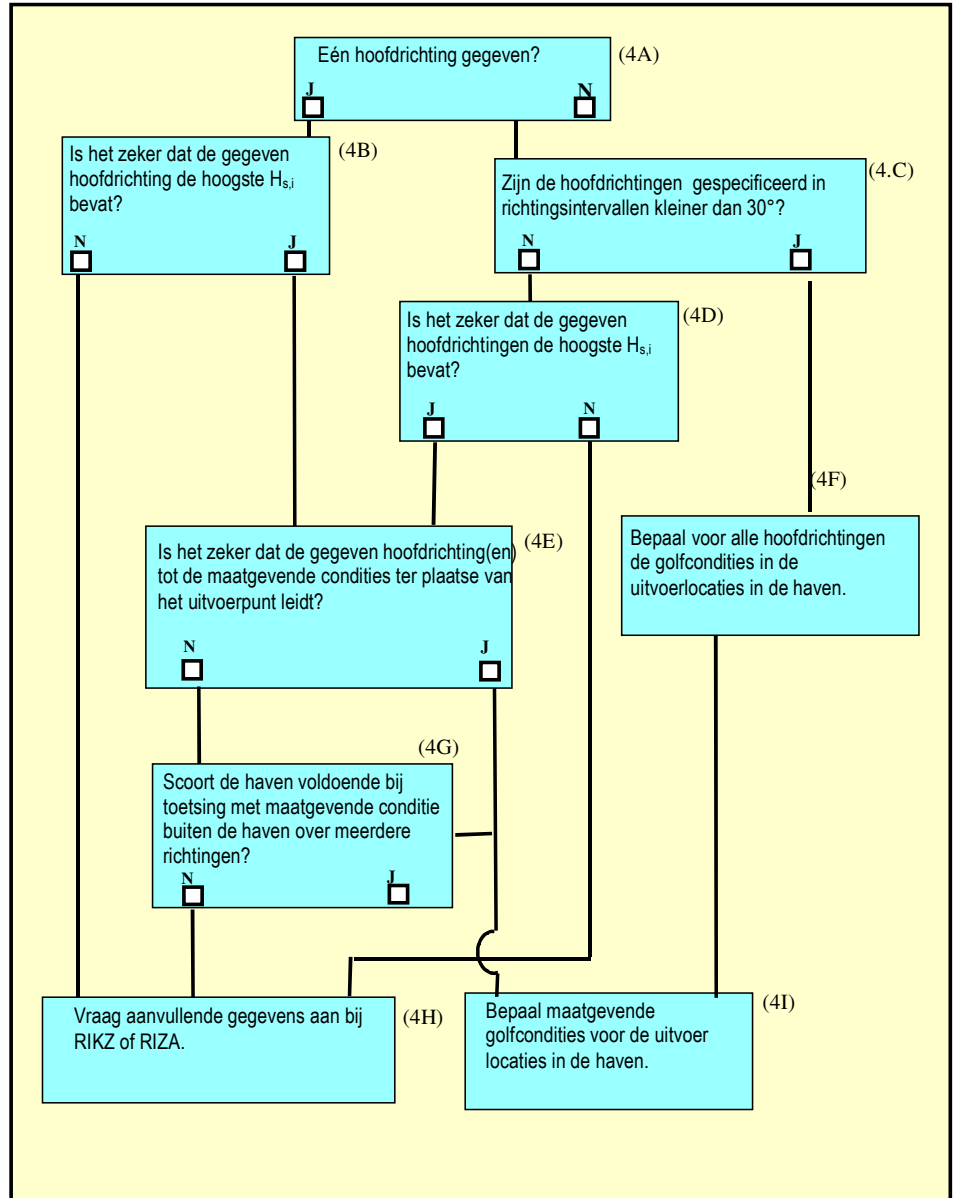 Eén hoofdrichting gegeven?
(4A)
J
N
Is het zeker dat de gegeven
hoofdrichting de hoogste Hs,i
bevat?
(4B)
N
J
Zijn de hoofdrichtingen gespecificeerd in
richtingsintervallen kleiner dan 30°?
(4.C)
N
J
Is het zeker dat de gegeven
hoofdrichtingen de hoogste Hs,i
bevat?
(4D)
J
N
Is het zeker dat de gegeven hoofdrichting(en)
tot de maatgevende condities ter plaatse van
het uitvoerpunt leidt?
(4E)
N
J
(4F)
Bepaal voor alle hoofdrichtingen
de golfcondities in de
uitvoerlocaties in de haven.
(4G)
Scoort de haven voldoende bij
toetsing met maatgevende conditie
buiten de haven over meerdere
richtingen?
N
J
Vraag aanvullende gegevens aan bij
RIKZ of RIZA.
(4H)
Bepaal maatgevende
golfcondities voor de uitvoer
locaties in de haven.
(4I)